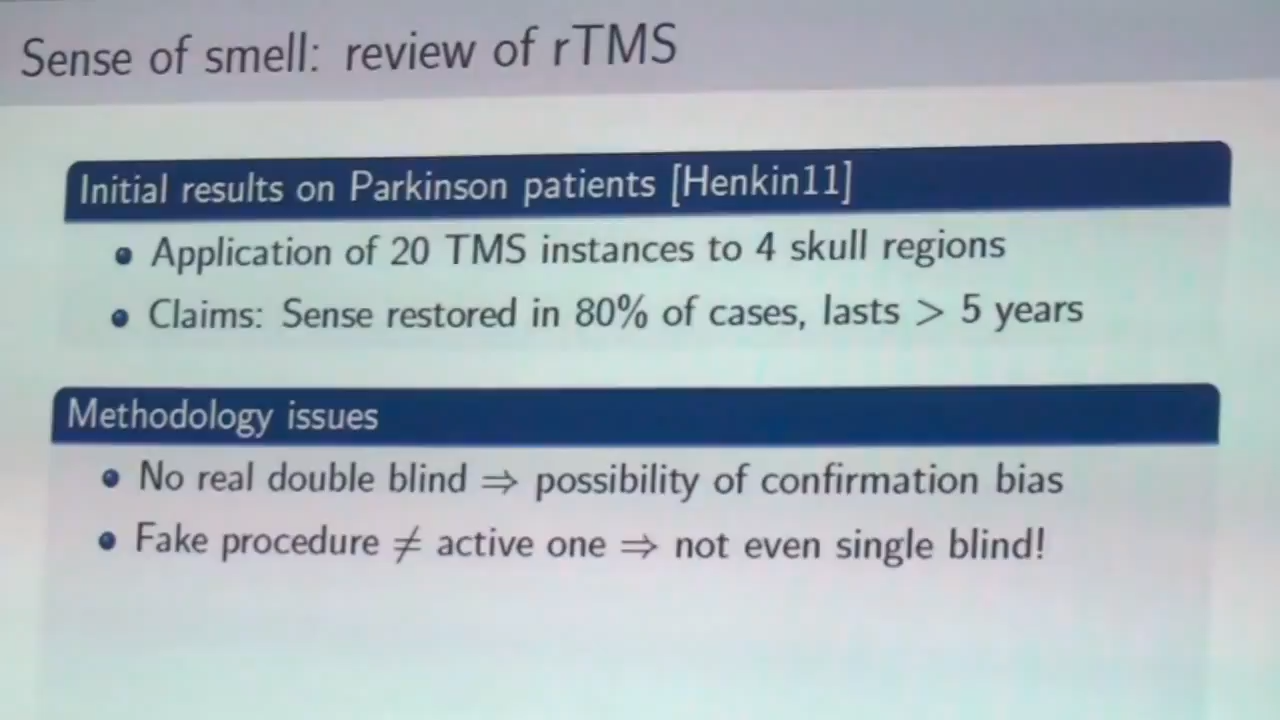 Sense of smell: review of rTMS
Initial results on Parkinson patients [Henkin11]
• Application of 20 TMS instances to 4 skull regions
• Claims: Sense restored in 80% of cases, lasts > 5 years
Methodology issues
• No real double blind ⇒ possibility of confirmation bias
• Fake procedure ≠ active one ⇒ not even single blind!